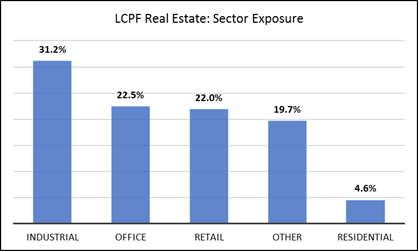 LCPF Real Estate: Sector Exposure
31.2%
22.5%
22.0%
19.7%
4.6%
INDUSTRIAL
OFFICE
RETAIL
OTHER
RESIDENTIAL